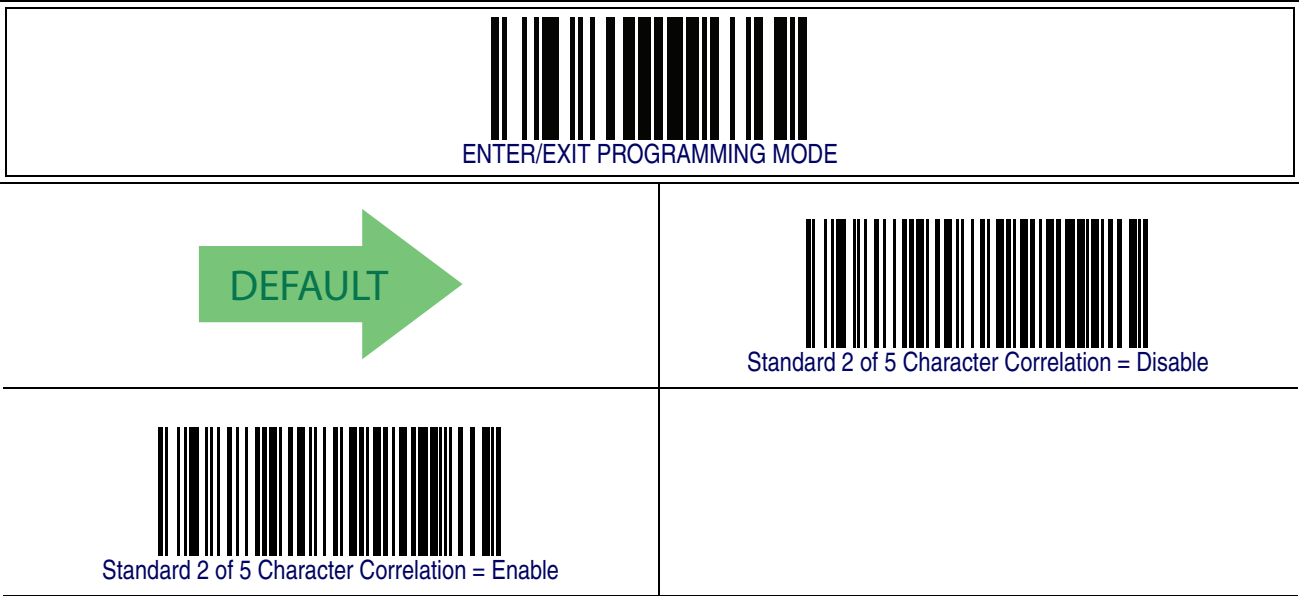 ENTER/EXIT PROGRAMMING MODE
DEFAULT
Standard 2 of 5 Character Correlation = Disable
Standard 2 of 5 Character Correlation = Enable